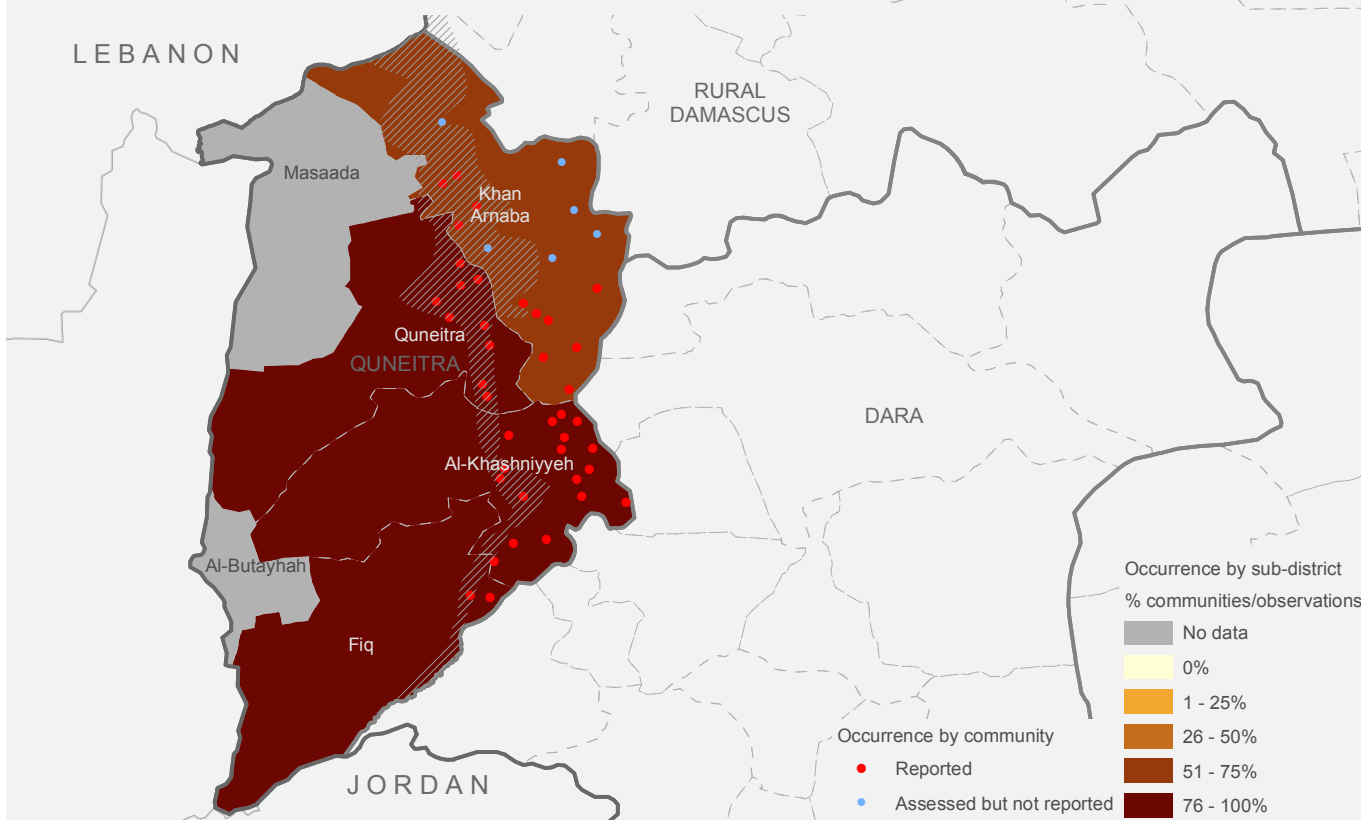 LEBANON
RURAL
DAMASCUS
Masaada
Khan
Arnaba
Quneitra
QUNEITRA
DARA
Al-Khashniyyeh
Al-Butayhah
Fiq
JORDAN
Occurrence by community
Reported
Assessed but not reported
Occurrence by sub-district
% communities/observations
No data
0%
1 - 25%
26 - 50%
51 - 75%
76 - 100%